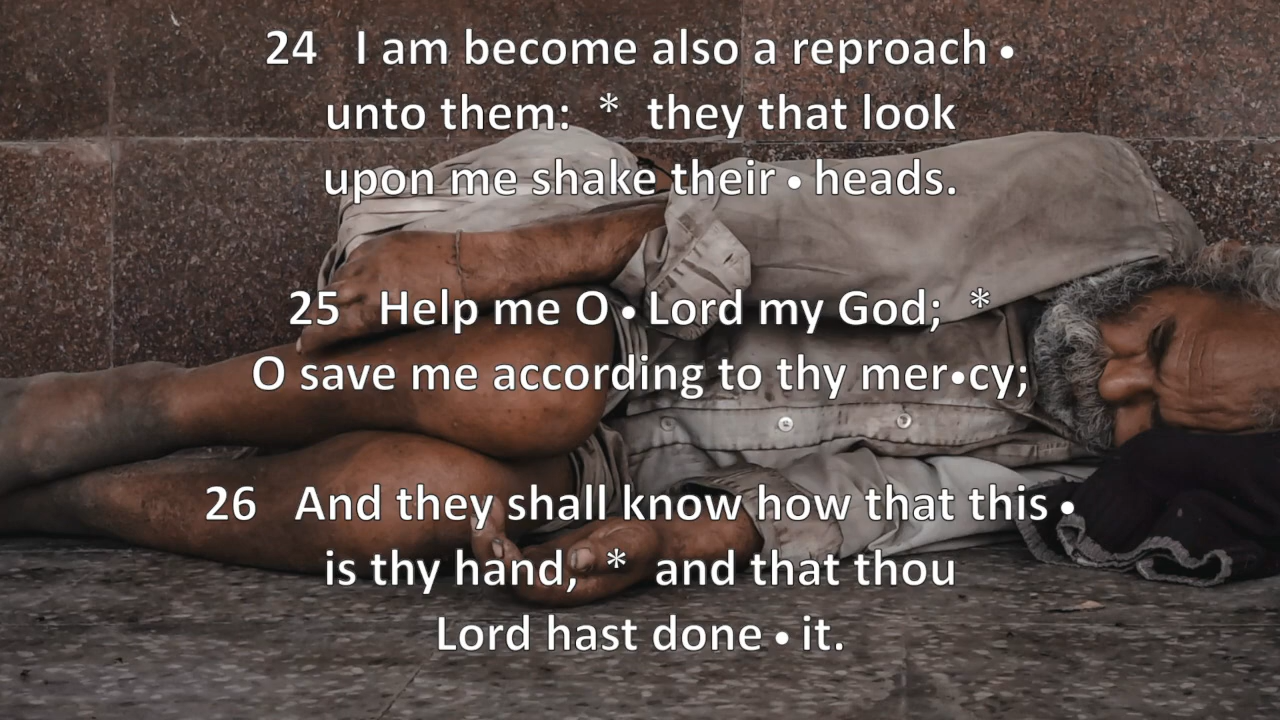 24 I am become also a reproach •
unto them: * they that look
upon me shake their • heads.
25 Help me O • Lord my God; *
O save me according to thy mer•cy;
26 And they shall know how that this •
is thy hand, * and that thou
Lord hast done • it.